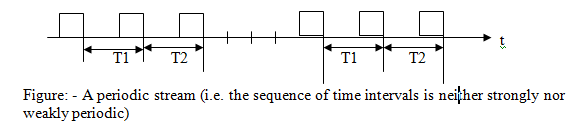 t
T1 T2 T1 T2
Figure: - A periodic stream (i.e. the sequence of time intervals is neither strongly nor
weakly periodic)